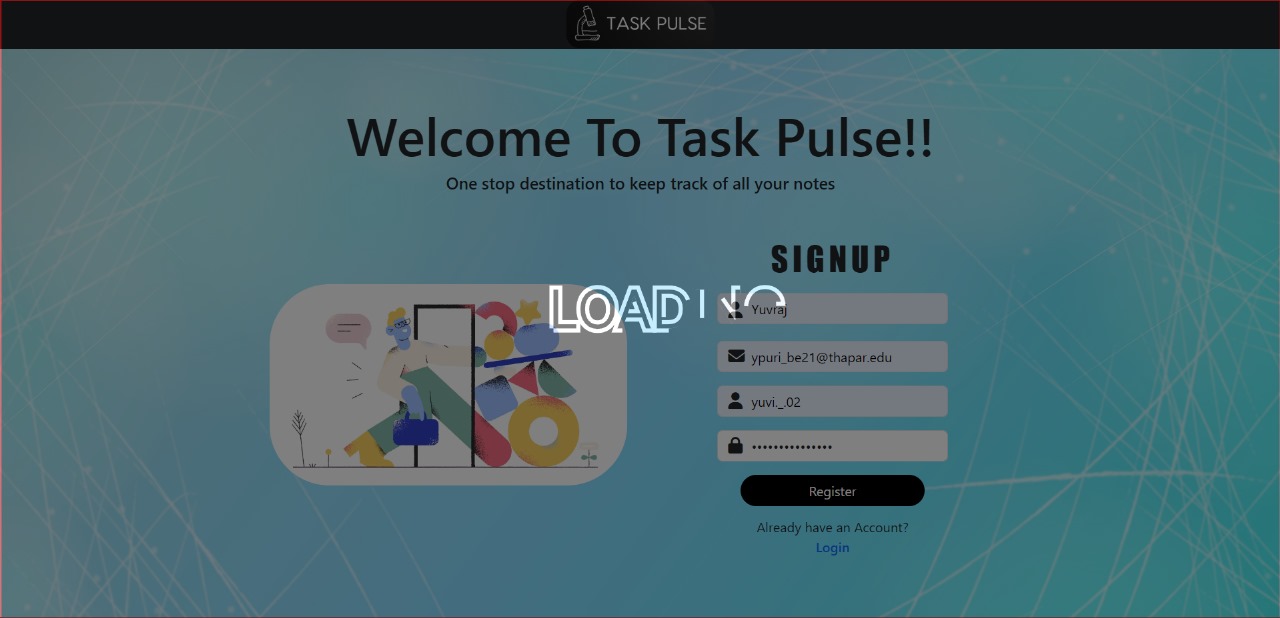 TASK PULSE
Welcome To Task Pulse!!
One stop destination to keep track of all your notes
SIGNUP
LOADING
Yuvraj
ypuri_be21@thapar.edu
yuvi._.02
•••••••••••••••
Register
Already have an Account?
Login